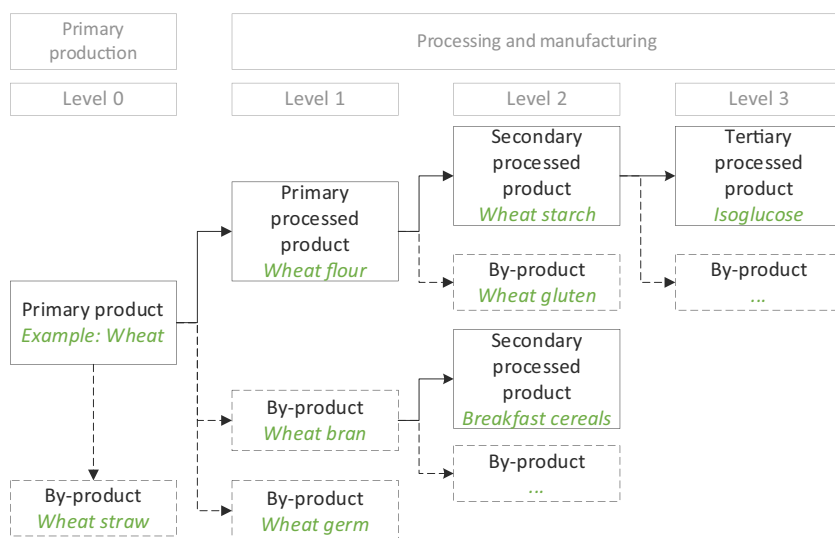 Primary
production
Processing and manufacturing
Level 0
Level 1
Level 2
Level 3
Secondary
processed
product
Wheat starch
Tertiary
processed
product
Isoglucose
Primary
processed
product
Wheat flour
By-product
Wheat gluten
By-product
...
Primary product
Example: Wheat
Secondary
processed
product
Breakfast cereals
By-product
Wheat bran
By-product
...
By-product
Wheat straw
By-product
Wheat germ